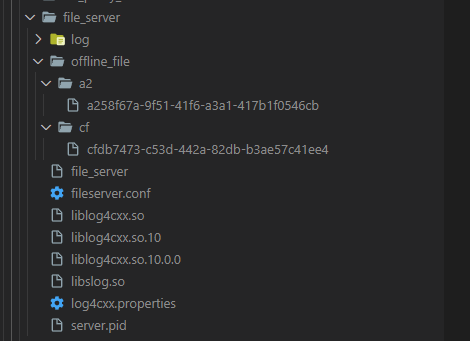 file_server
log
offline_file
a2
a258f67a-9f51-41f6-a3a1-417b1f0546cb
cf
cfdb7473-c53d-442a-82db-b3ae57c41ee4
file_server
fileserver.conf
liblog4cxx.so
liblog4cxx.so.10
liblog4cxx.so.10.0.0
libslog.so
log4cxx.properties
server.pid